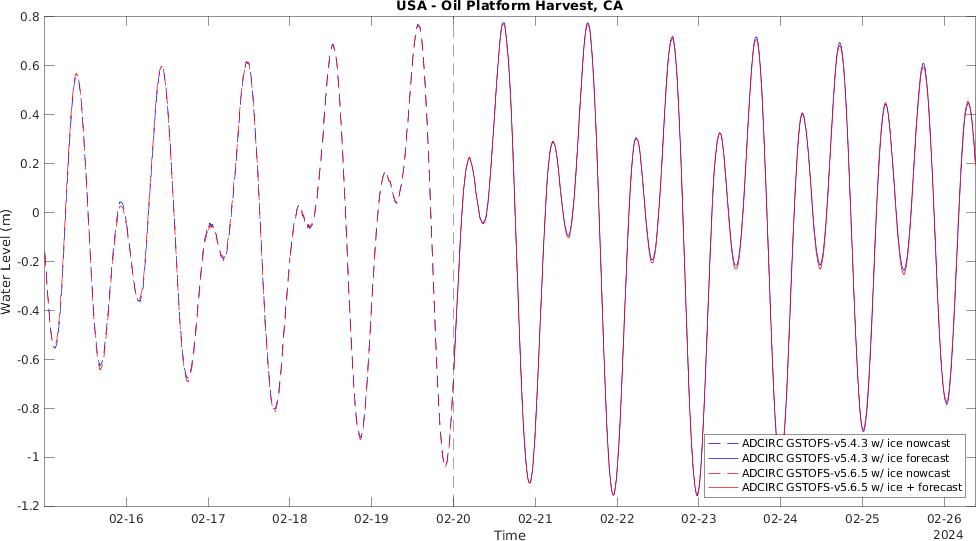 USA - Oil Platform Harvest, CA
0.8
0.6
0.4
0.2
0
-0.2
-0.4
-0.6
-0.8
-1
-1.2
Water Level (m)
ADCIRC GSTOFS-v5.4.3 w/ ice nowcast
ADCIRC GSTOFS-v5.4.3 w/ ice forecast
ADCIRC GSTOFS-v5.6.5 w/ ice nowcast
ADCIRC GSTOFS-v5.6.5 w/ ice + forecast
02-16 02-17 02-18 02-19 02-20 02-21 02-22 02-23 02-24 02-25 02-26
Time 2024